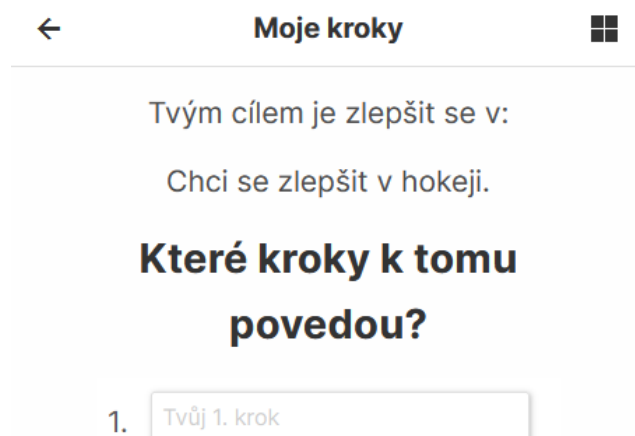 Moje kroky
Tvým cílem je zlepšit se v:
Chci se zlepšit v hokeji.
Které kroky k tomu
povedou?
1. Tvůj 1. krok